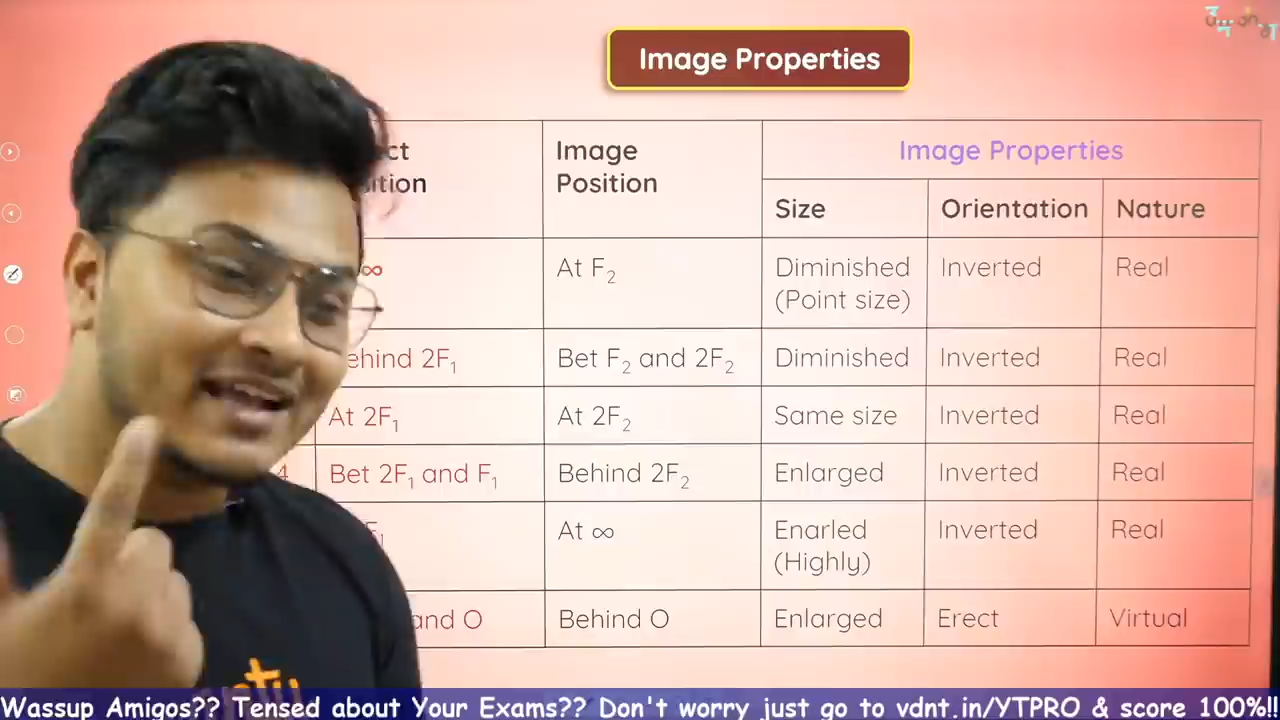 Image Properties
Image Position
Image Properties
Size
Orientation
Nature
∞
At F₂
Diminished (Point size)
Inverted
Real
ehind 2F₁
Bet F₂ and 2F₂
Diminished
Inverted
Real
At 2F₁
At 2F₂
Same size
Inverted
Real
4
Bet 2F₁ and F₁
Behind 2F₂
Enlarged
Inverted
Real
At ∞
Enarled (Highly)
Inverted
Real
and O
Behind O
Enlarged
Erect
Virtual
Wassup Amigos?? Tensed about Your Exams?? Don't worry just go to vdnt.in/YTPRO & score 100%!!